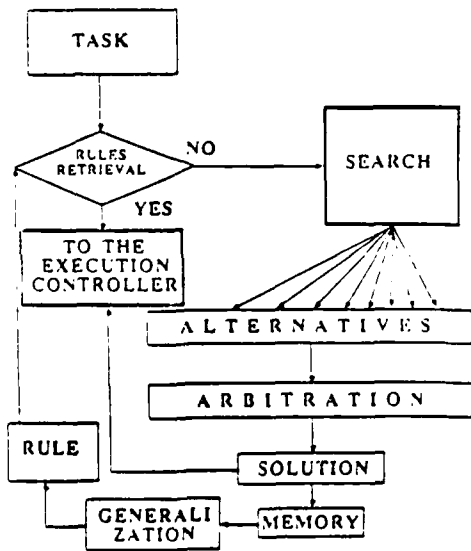 TASK
RULES
RETRIEVAL
NO
SEARCH
YES
TO THE
EXECUTION
CONTROLLER
ALTERNATIVES
ARBITRATION
RULE
SOLUTION
GENERALI
ZATION
MEMORY